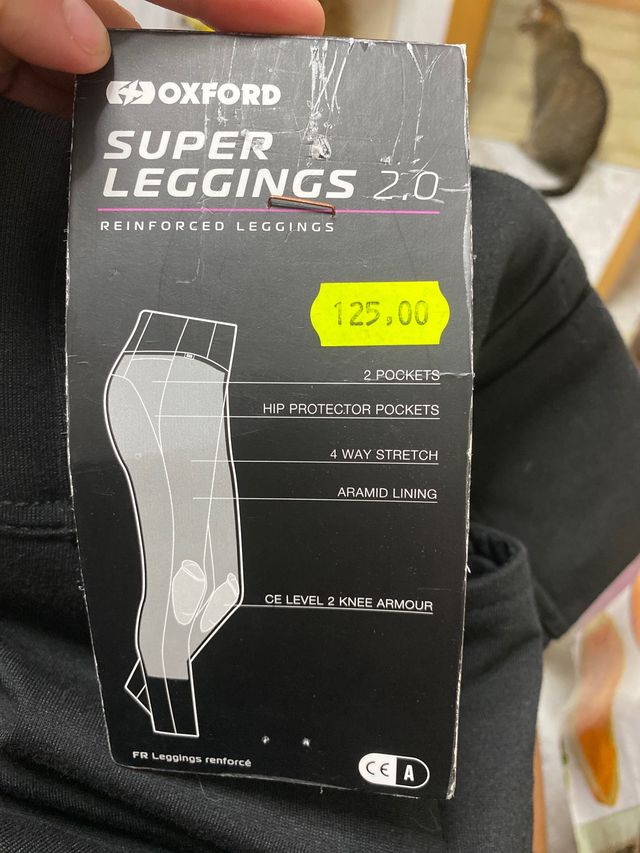 OXFORD
SUPER
LEGGINGS 2.0
REINFORCED LEGGINGS
125,00
2 POCKETS
HIP PROTECTOR POCKETS
4 WAY STRETCH
ARAMID LINING
CE LEVEL 2 KNEE ARMOUR
FR Leggings renforcé
CE A